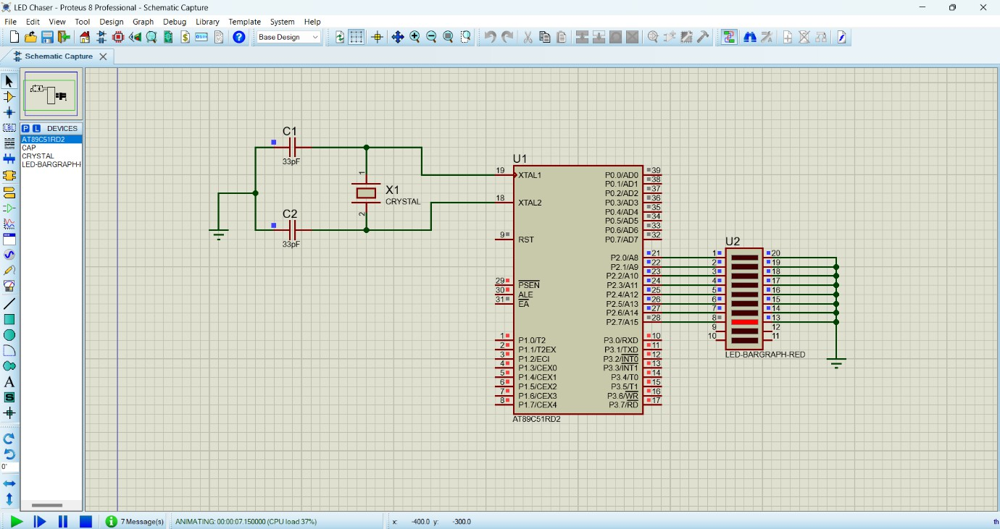 LED Chaser - Proteus 8 Professional - Schematic Capture
File Edit View Tool Design Graph Debug Library Template System Help
Base Design
Schematic Capture
P L DEVICES
AT89C51RD2
CAP
CRYSTAL
LED-BARGRAPH-
LBL
A
S
0°
C1
33pF
1
X1
CRYSTAL
2
C2
33pF
U1
19 XTAL1 P0.0/AD0 39
P0.1/AD1 38
P0.2/AD2 37
18 XTAL2 P0.3/AD3 36
P0.4/AD4 35
P0.5/AD5 34
P0.6/AD6 33
9 RST P0.7/AD7 32
P2.0/A8 21
P2.1/A9 22
P2.2/A10 23
29 PSEN P2.3/A11 24
30 ALE P2.4/A12 25
31 EA P2.5/A13 26
P2.6/A14 27
P2.7/A15 28
1 P1.0/T2 P3.0/RXD 10
2 P1.1/T2EX P3.1/TXD 11
3 P1.2/ECI P3.2/INT0 12
4 P1.3/CEX0 P3.3/INT1 13
5 P1.4/CEX1 P3.4/T0 14
6 P1.5/CEX2 P3.5/T1 15
7 P1.6/CEX3 P3.6/WR 16
8 P1.7/CEX4 P3.7/RD 17
AT89C51RD2
U2
1 20
2 19
3 18
4 17
5 16
6 15
7 14
8 13
9 12
10 11
LED-BARGRAPH-RED
7 Message(s) ANIMATING: 00:00:07.150000 (CPU load 37%) x: -400.0 y: -300.0 th